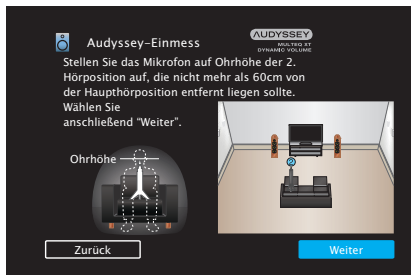 Audyssey-Einmess
AUDYSSEY
MULTEQ XT
DYNAMIC VOLUME
Stellen Sie das Mikrofon auf Ohrhöhe der 2.
Hörposition auf, die nicht mehr als 60cm von
der Haupthörposition entfernt liegen sollte.
Wählen Sie
anschließend “Weiter”.
Ohrhöhe
2
Zurück
Weiter